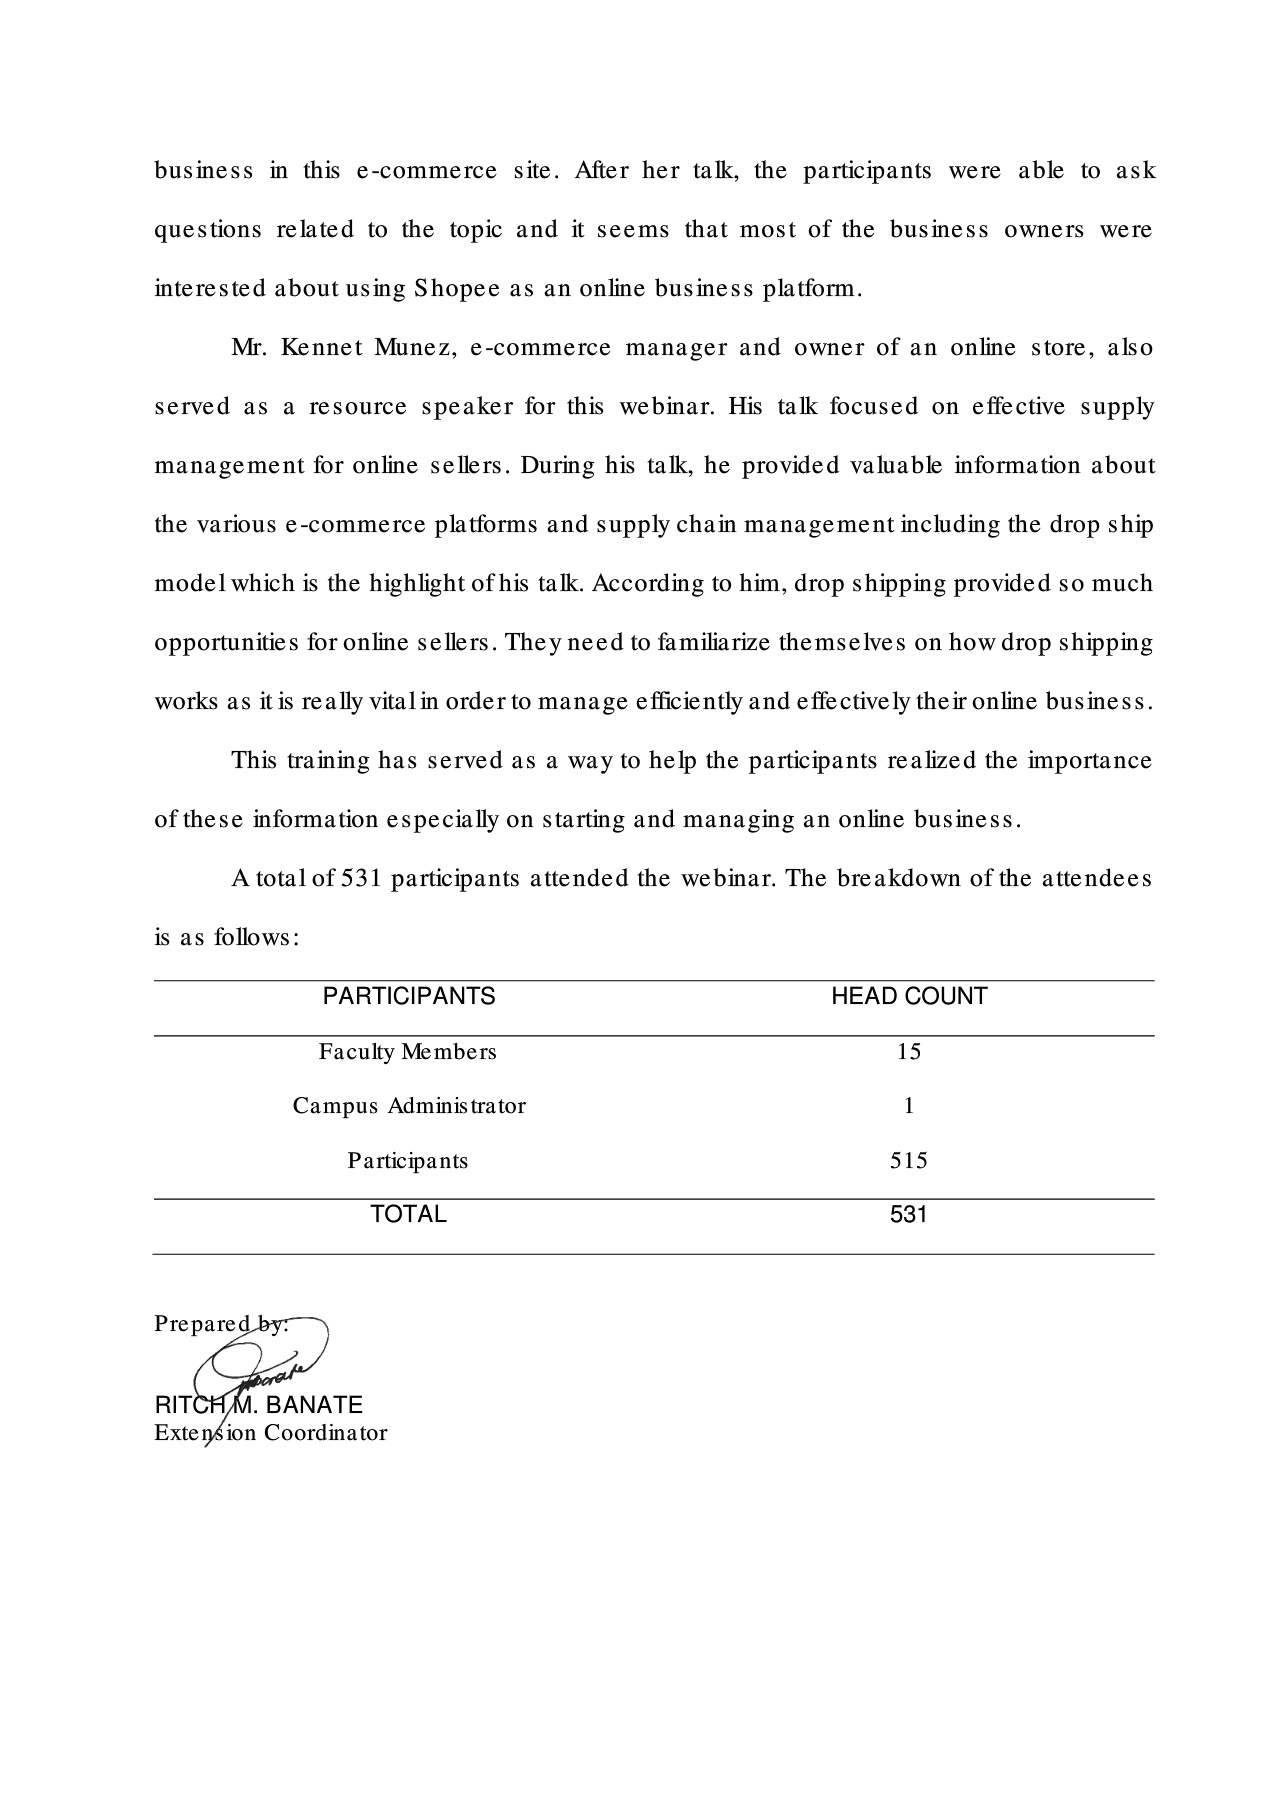 business in this e-commerce site. After her talk, the participants were able to ask
questions related to the topic and it seems that most of the business owners were
interested about using Shopee as an online business platform.
Mr. Kennet Munez, e-commerce manager and owner of an online store, also
served as a resource speaker for this webinar. His talk focused on effective supply
management for online sellers. During his talk, he provided valuable information about
the various e-commerce platforms and supply chain management including the drop ship
model which is the highlight of his talk. According to him, drop shipping provided so much
opportunities for online sellers. They need to familiarize themselves on how drop shipping
works as it is really vital in order to manage efficiently and effectively their online business.
This training has served as a way to help the participants realized the importance
of these information especially on starting and managing an online business.
A total of 531 participants attended the webinar. The breakdown of the attendees
is as follows:
PARTICIPANTS HEAD COUNT
Faculty Members 15
Campus Administrator 1
Participants 515
TOTAL 531
Prepared by:
RITCH M. BANATE
Extension Coordinator